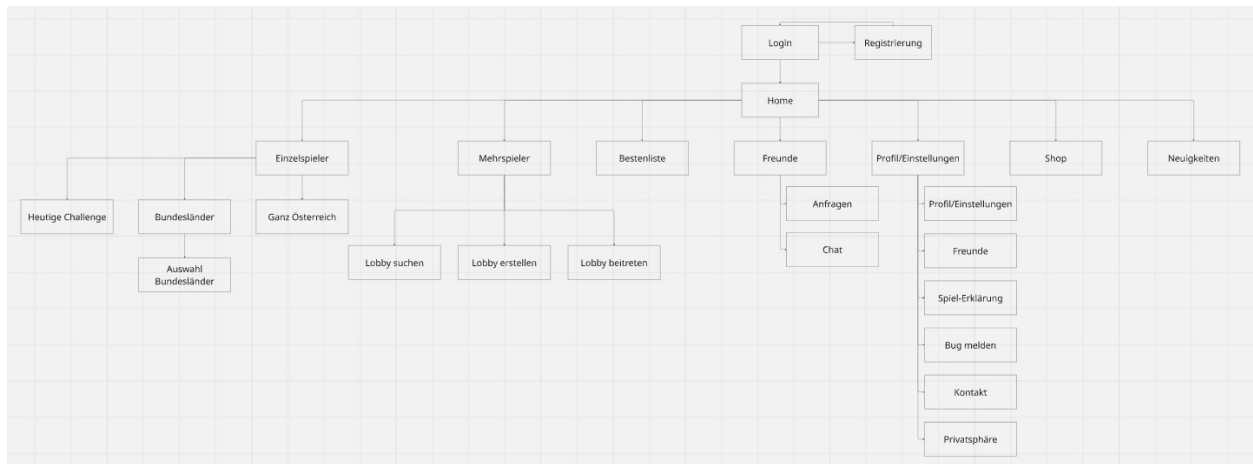 Login
Registrierung
Home
Einzelspieler
Mehrspieler
Bestenliste
Freunde
Profil/Einstellungen
Shop
Neuigkeiten
Heutige Challenge
Bundesländer
Ganz Österreich
Auswahl
Bundesländer
Lobby suchen
Lobby erstellen
Lobby beitreten
Anfragen
Chat
Profil/Einstellungen
Freunde
Spiel-Erklärung
Bug melden
Kontakt
Privatsphäre